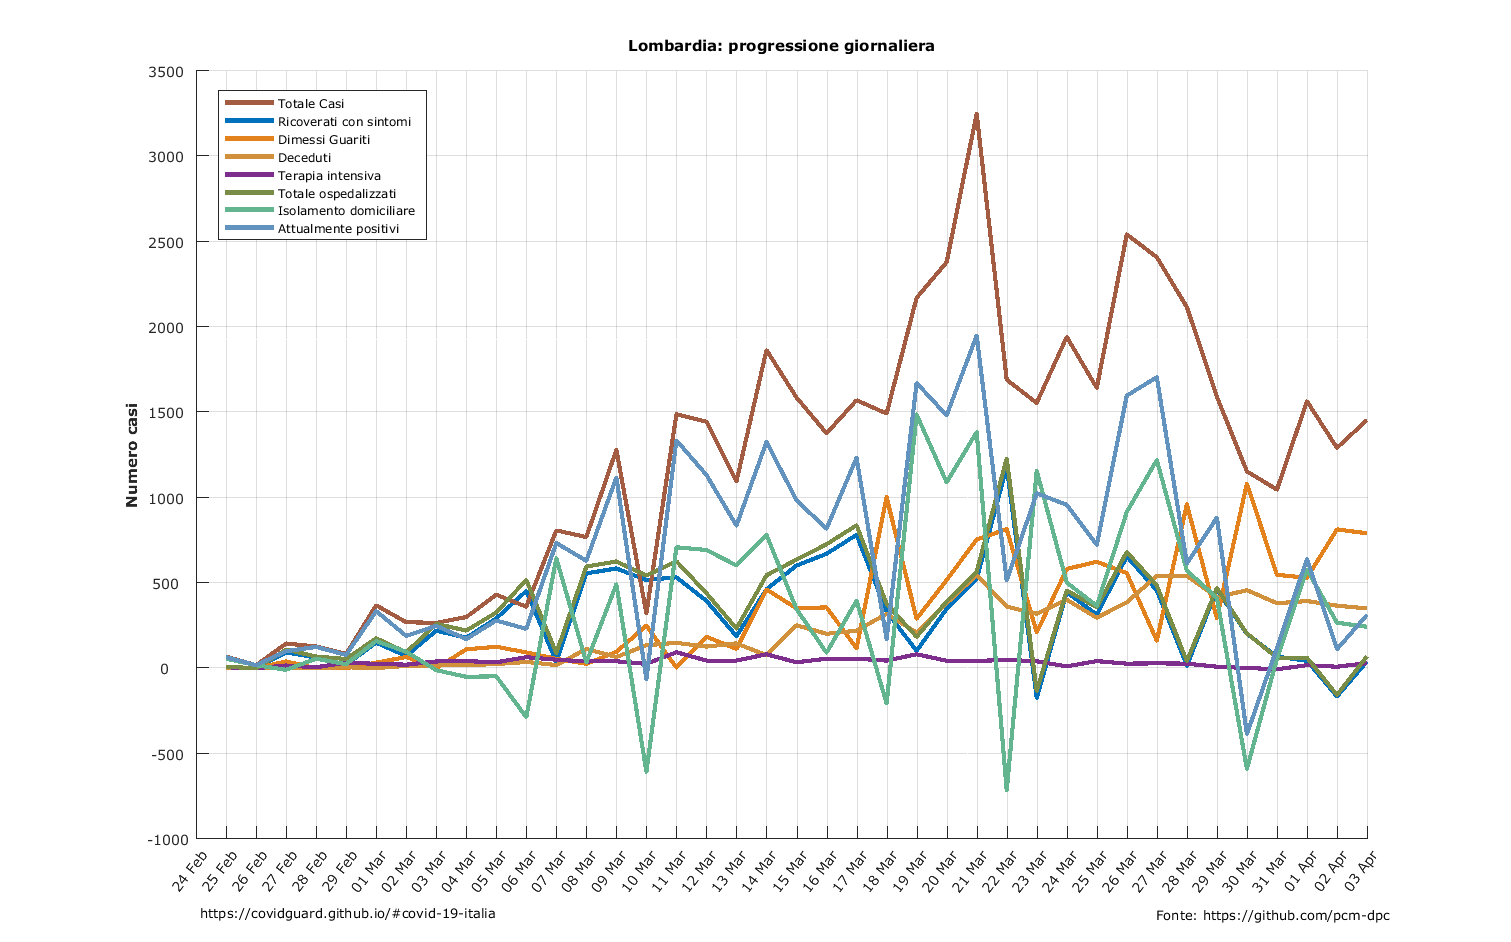 Lombardia: progressione giornaliera
3500
3000
2500
2000
1500
1000
500
0
-500
-1000
Numero casi
Totale Casi
Ricoverati con sintomi
Dimessi Guariti
Deceduti
Terapia intensiva
Totale ospedalizzati
Isolamento domiciliare
Attualmente positivi
24 Feb
25 Feb
26 Feb
27 Feb
28 Feb
29 Feb
01 Mar
02 Mar
03 Mar
04 Mar
05 Mar
06 Mar
07 Mar
08 Mar
09 Mar
10 Mar
11 Mar
12 Mar
13 Mar
14 Mar
15 Mar
16 Mar
17 Mar
18 Mar
19 Mar
20 Mar
21 Mar
22 Mar
23 Mar
24 Mar
25 Mar
26 Mar
27 Mar
28 Mar
29 Mar
30 Mar
31 Mar
01 Apr
02 Apr
03 Apr
https://covidguard.github.io/#covid-19-italia
Fonte: https://github.com/pcm-dpc